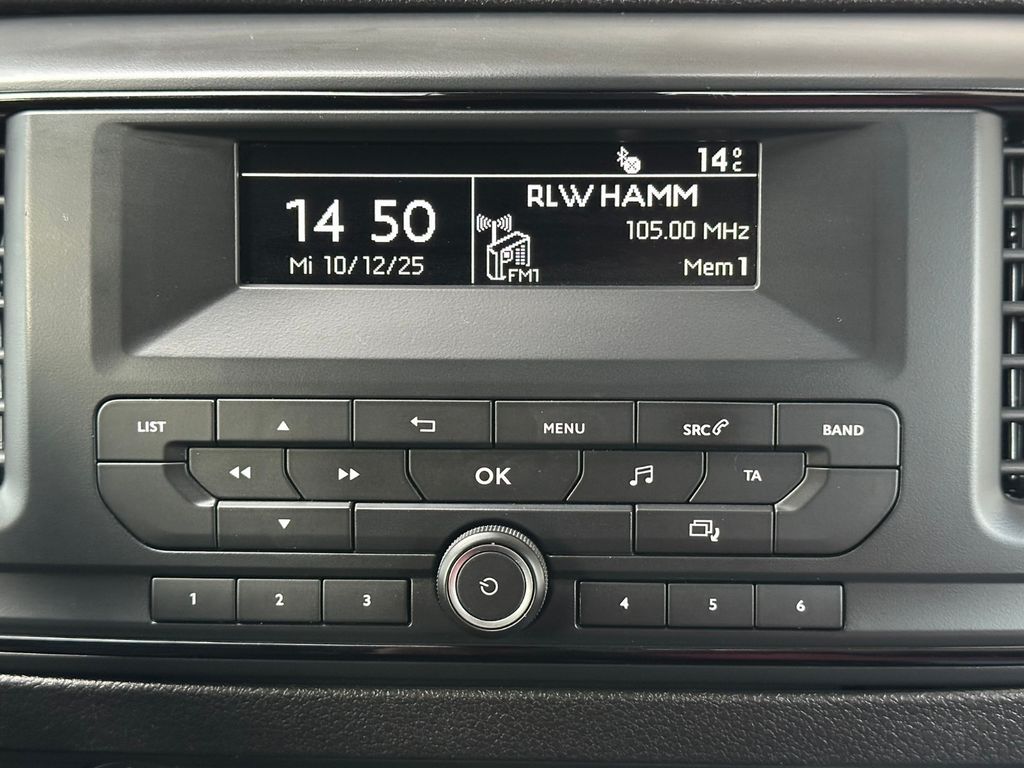 14°C
14 50
Mi 10/12/25
RLW HAMM
105.00 MHz
FM1
Mem 1
LIST
MENU
SRC
BAND
OK
TA
1
2
3
4
5
6